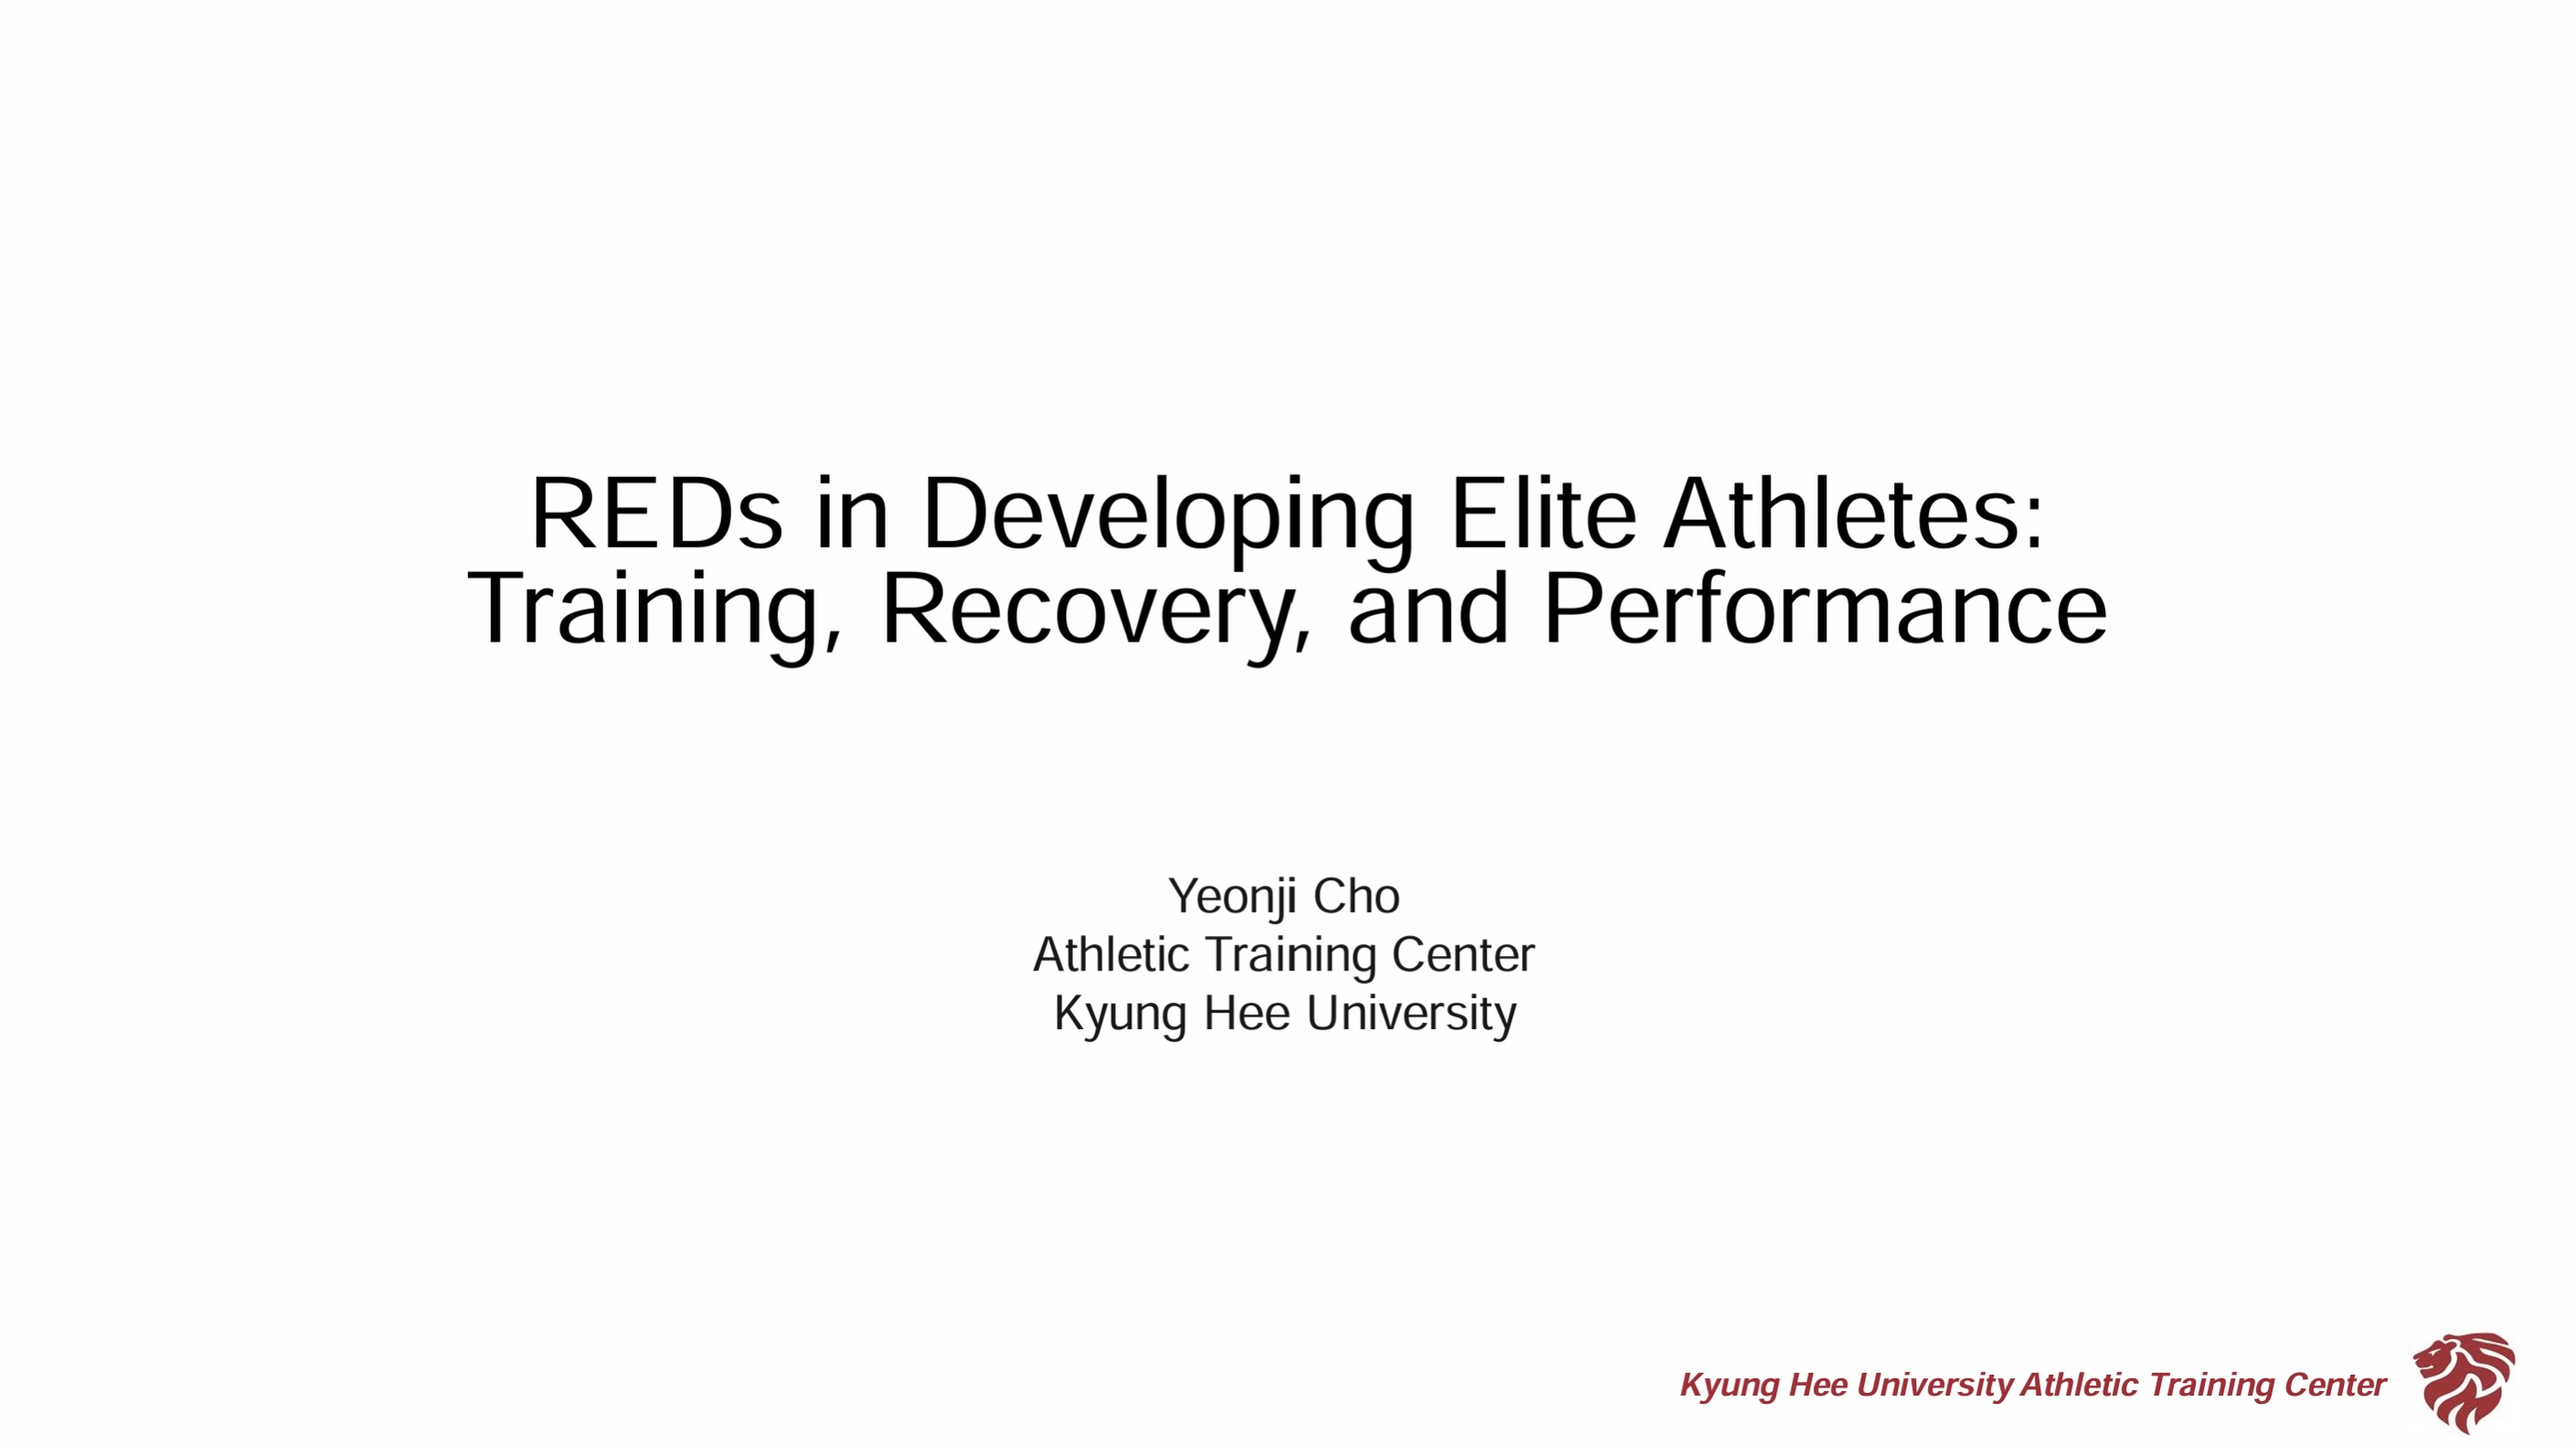 REDs in Developing Elite Athletes:
Training, Recovery, and Performance
Yeonji Cho
Athletic Training Center
Kyung Hee University
Kyung Hee University Athletic Training Center